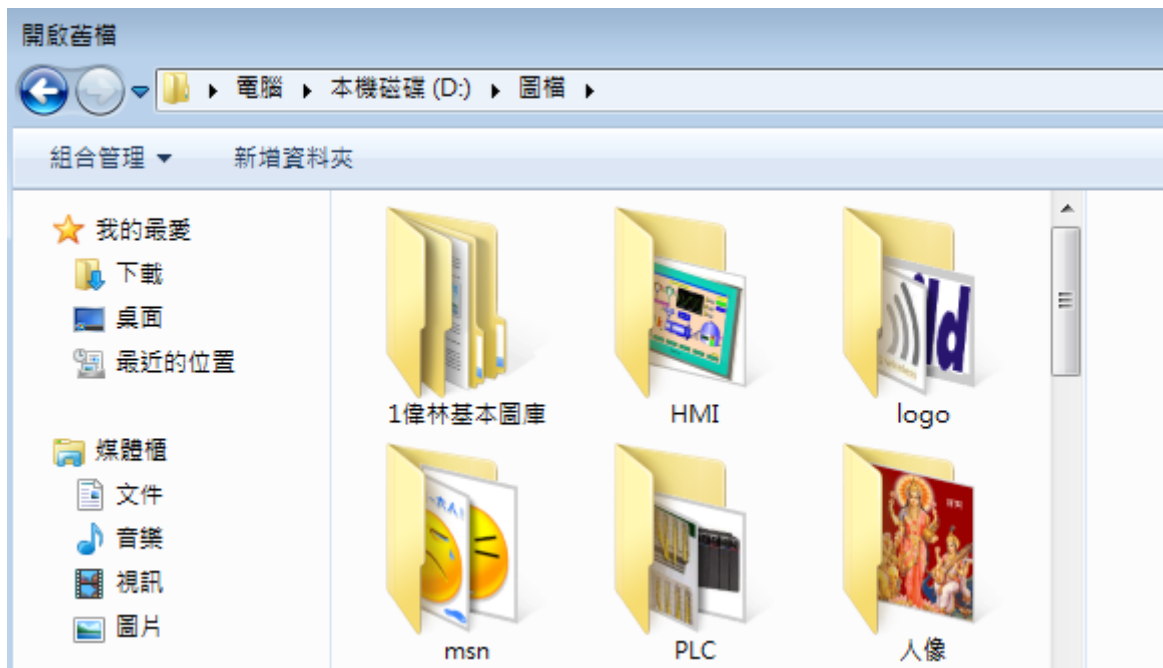 開啟舊檔
電腦 ▸ 本機磁碟 (D:) ▸ 圖檔 ▸
組合管理 新增資料夾
我的最愛
下載
桌面
最近的位置
媒體櫃
文件
音樂
視訊
圖片
1偉林基本圖庫
HMI
logo
msn
PLC
人像